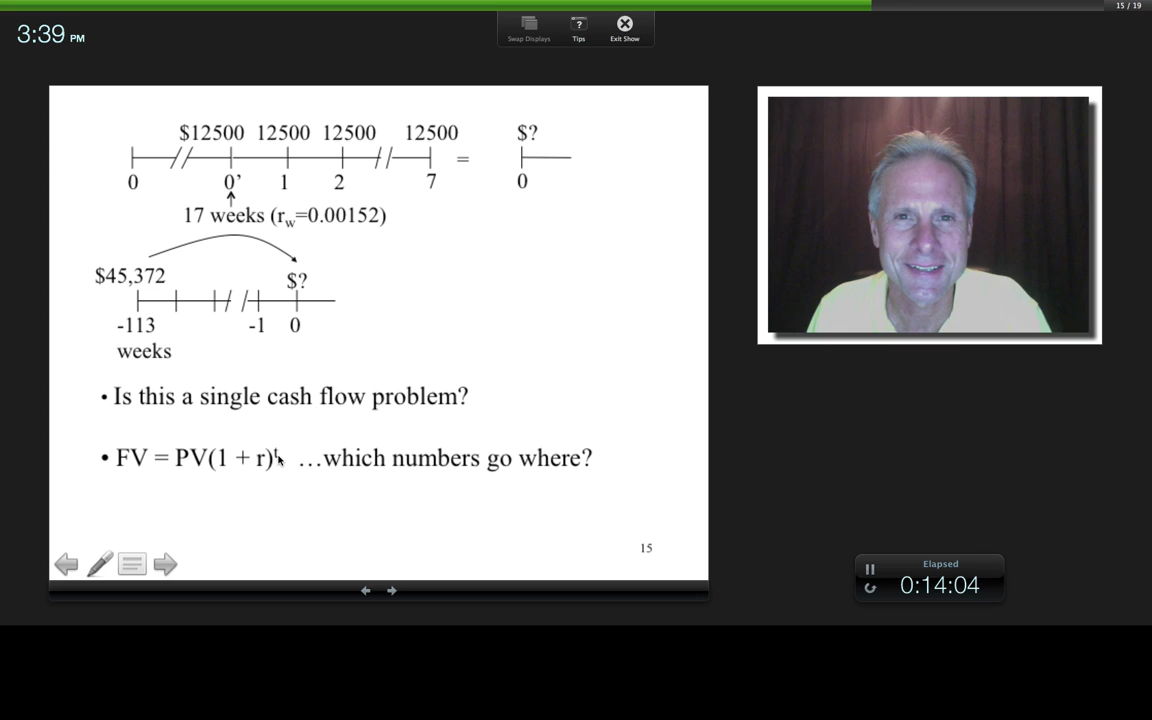 15 / 19
3:39 PM
Swap Displays Tips Exit Show
$12500 12500 12500 12500 $?
=
0 0’ 1 2 7 0
17 weeks (rw=0.00152)
$45,372 $?
-113 -1 0
weeks
• Is this a single cash flow problem?
• FV = PV(1 + r)t …which numbers go where?
15
Elapsed
0:14:04